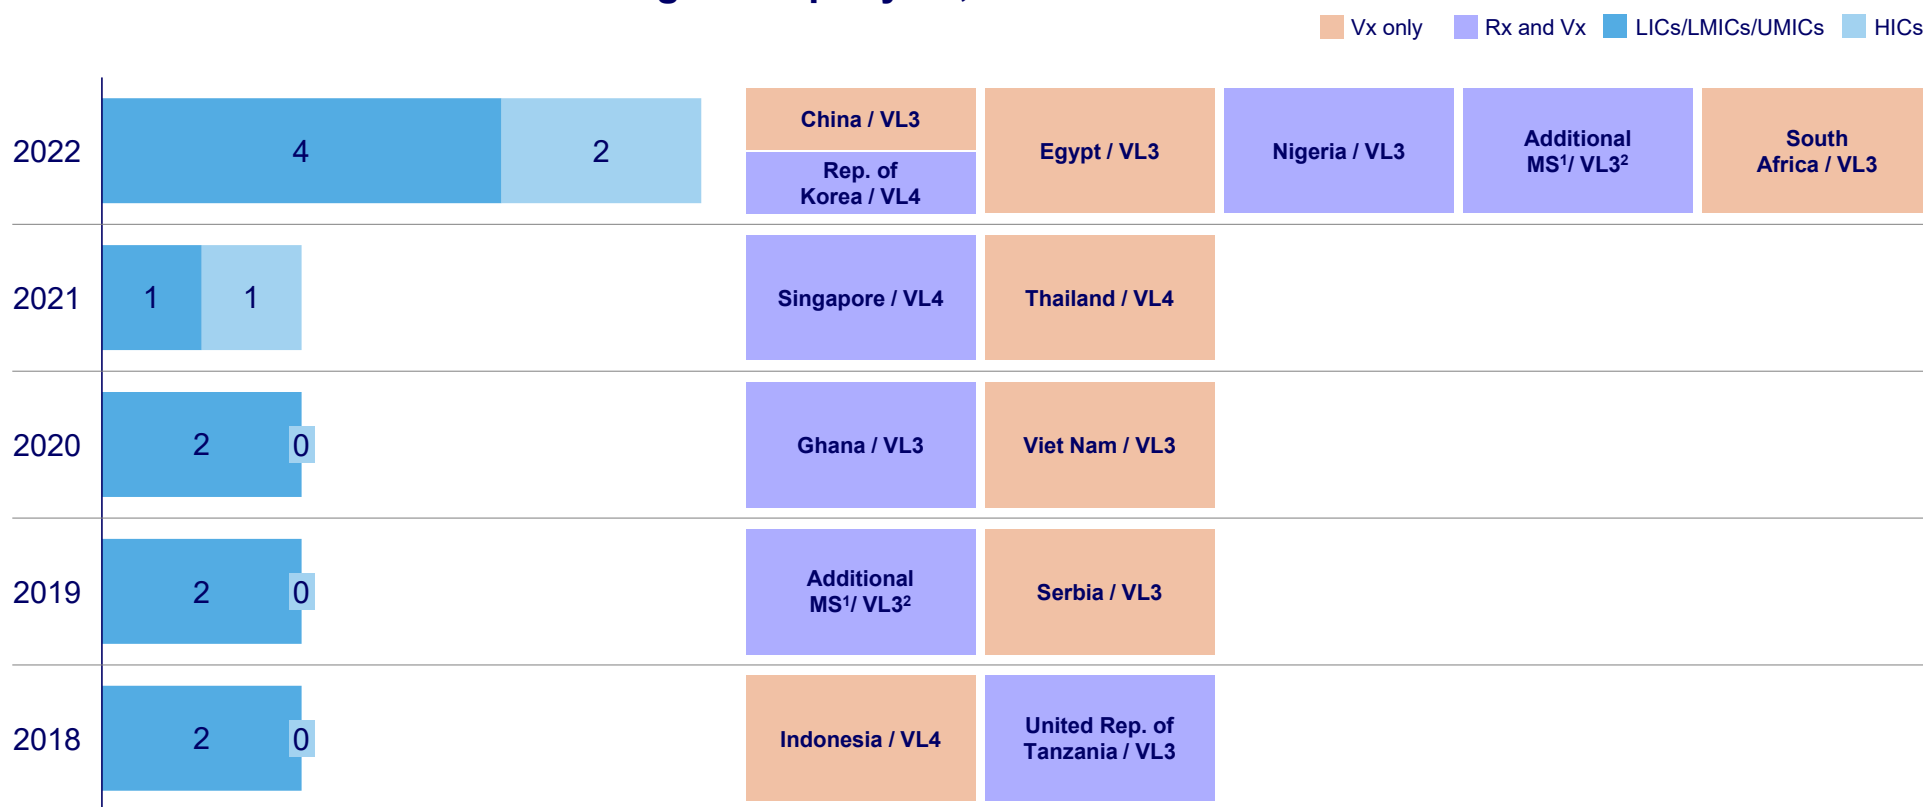 Vx only
Rx and Vx
LICs/LMICs/UMICs
HICs
2022
4
2
China / VL3
Rep. of
Korea / VL4
Egypt / VL3
Nigeria / VL3
Additional
MS¹/ VL3²
South
Africa / VL3
2021
1
1
Singapore / VL4
Thailand / VL4
2020
2
0
Ghana / VL3
Viet Nam / VL3
2019
2
0
Additional
MS¹/ VL3²
Serbia / VL3
2018
2
0
Indonesia / VL4
United Rep. of
Tanzania / VL3